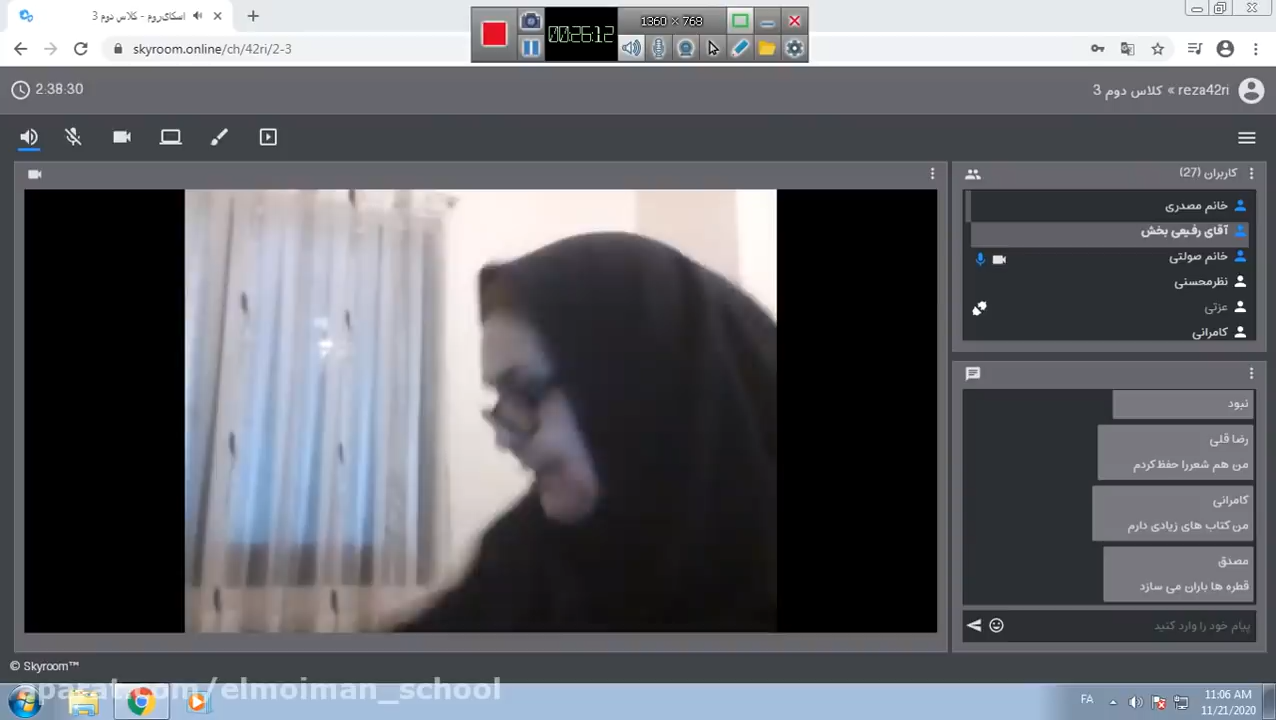 اسکای‌روم - کلاس دوم 3
00:26:12
1360 × 768
skyroom.online/ch/42ri/2-3
2:38:30
reza42ri » کلاس دوم 3
کاربران (27)
خانم مصدری
آقای رفیعی بخش
خانم صولتی
نظرمحسنی
عزتی
کامرانی
نبود
رضا قلی
من هم شعررا حفظ کردم
کامرانی
من کتاب های زیادی دارم
مصدق
قطره ها باران می سازد
پیام خود را وارد کنید
© Skyroom™
aparat.com/elmoiman_school
FA
11:06 AM
11/21/2020